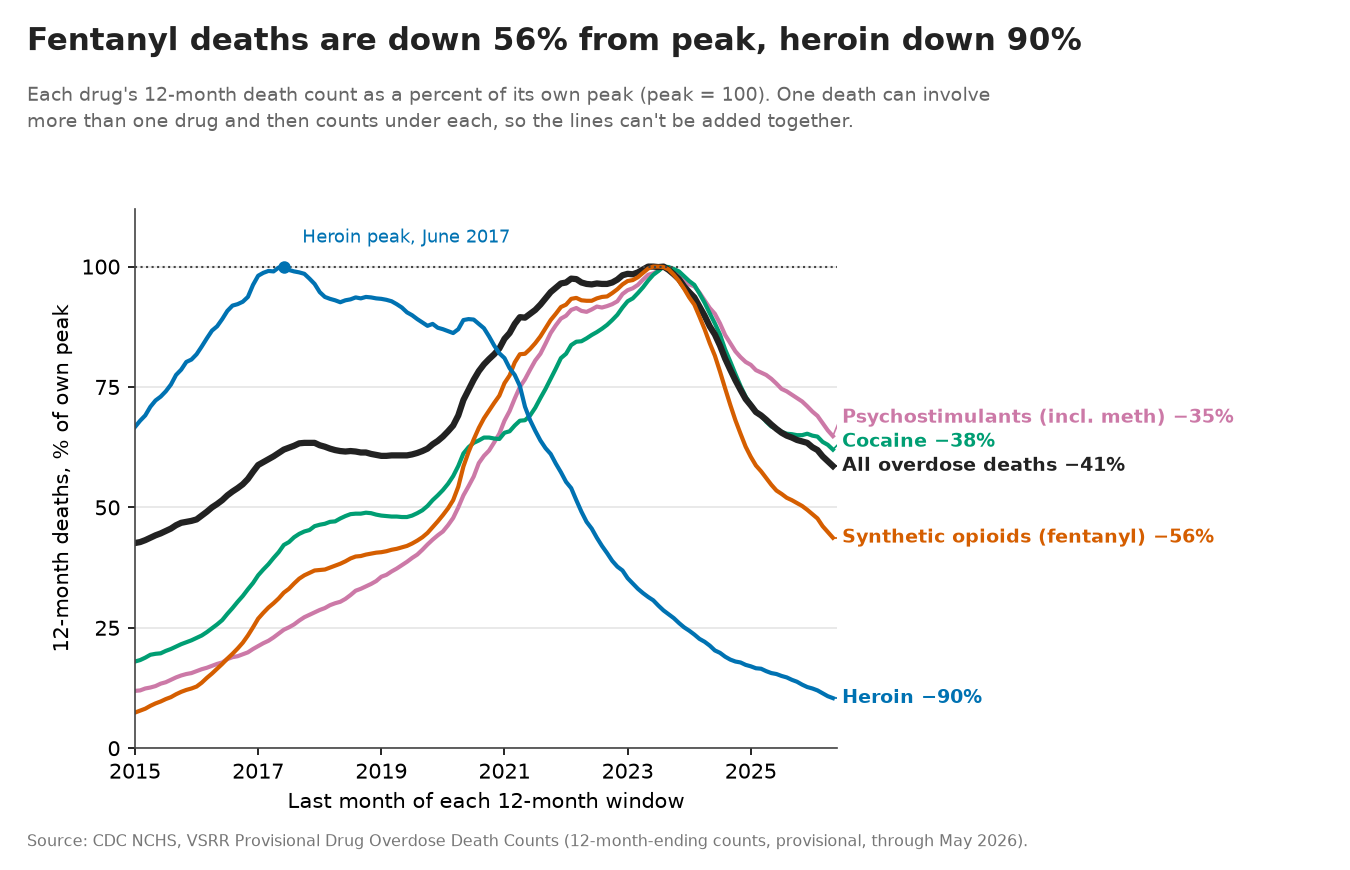 Fentanyl deaths are down 56% from peak, heroin down 90%
Each drug's 12-month death count as a percent of its own peak (peak = 100). One death can involve
more than one drug and then counts under each, so the lines can't be added together.
Heroin peak, June 2017
100
75
50
25
0
12-month deaths, % of own peak
Psychostimulants (incl. meth) −35%
Cocaine −38%
All overdose deaths −41%
Synthetic opioids (fentanyl) −56%
Heroin −90%
2015 2017 2019 2021 2023 2025
Last month of each 12-month window
Source: CDC NCHS, VSRR Provisional Drug Overdose Death Counts (12-month-ending counts, provisional, through May 2026).